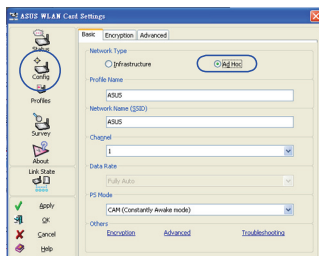 ASUS WLAN Card Settings
Status
Config
Profiles
Survey
About
Link State
Apply
OK
Cancel
Help
Basic Encryption Advanced
Network Type
Infrastructure Ad Hoc
Profile Name
ASUS
Network Name (SSID)
ASUS
Channel
1
Data Rate
Fully Auto
PS Mode
CAM (Constantly Awake mode)
Others
Encryption Advanced Troubleshooting